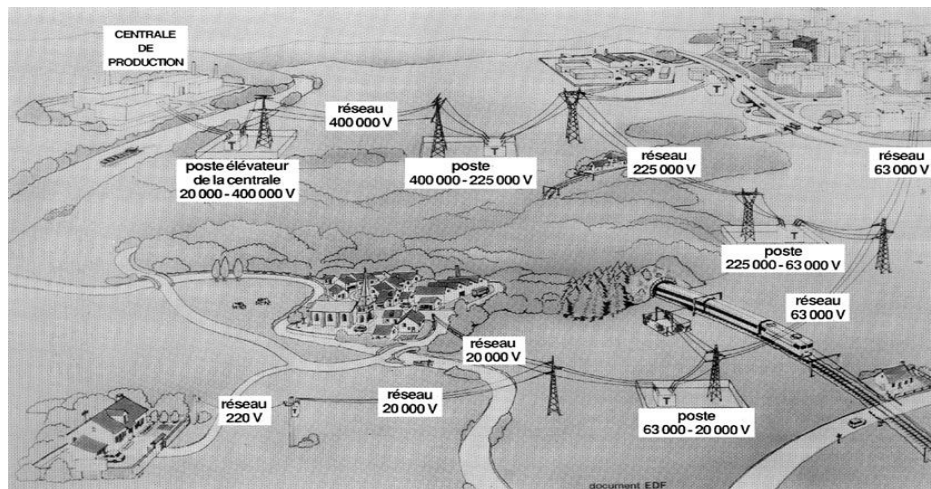 CENTRALE
DE
PRODUCTION
réseau
400 000 V
T
T
T
poste élévateur
de la centrale
20 000 - 400 000 V
poste
400 000 - 225 000 V
réseau
225 000 V
réseau
63 000 V
T
poste
225 000 - 63 000 V
réseau
63 000 V
réseau
20 000 V
réseau
220 V
réseau
20 000 V
T
poste
63 000 - 20 000 V
document EDF